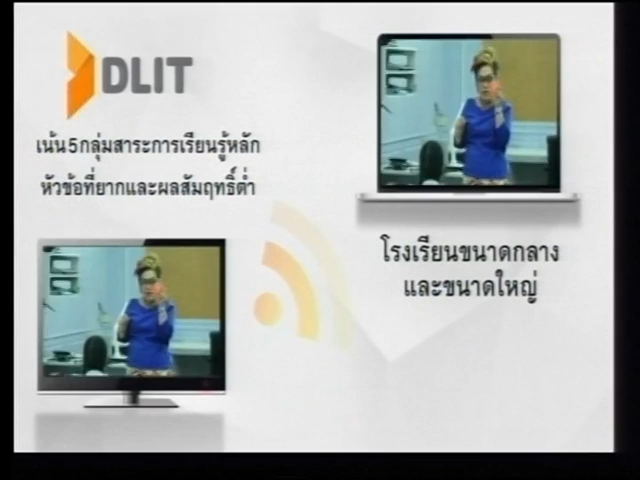 DLIT
เน้น 5 กลุ่มสาระการเรียนรู้หลัก
หัวข้อที่ยากและผลสัมฤทธิ์ต่ำ
โรงเรียนขนาดกลาง
และขนาดใหญ่